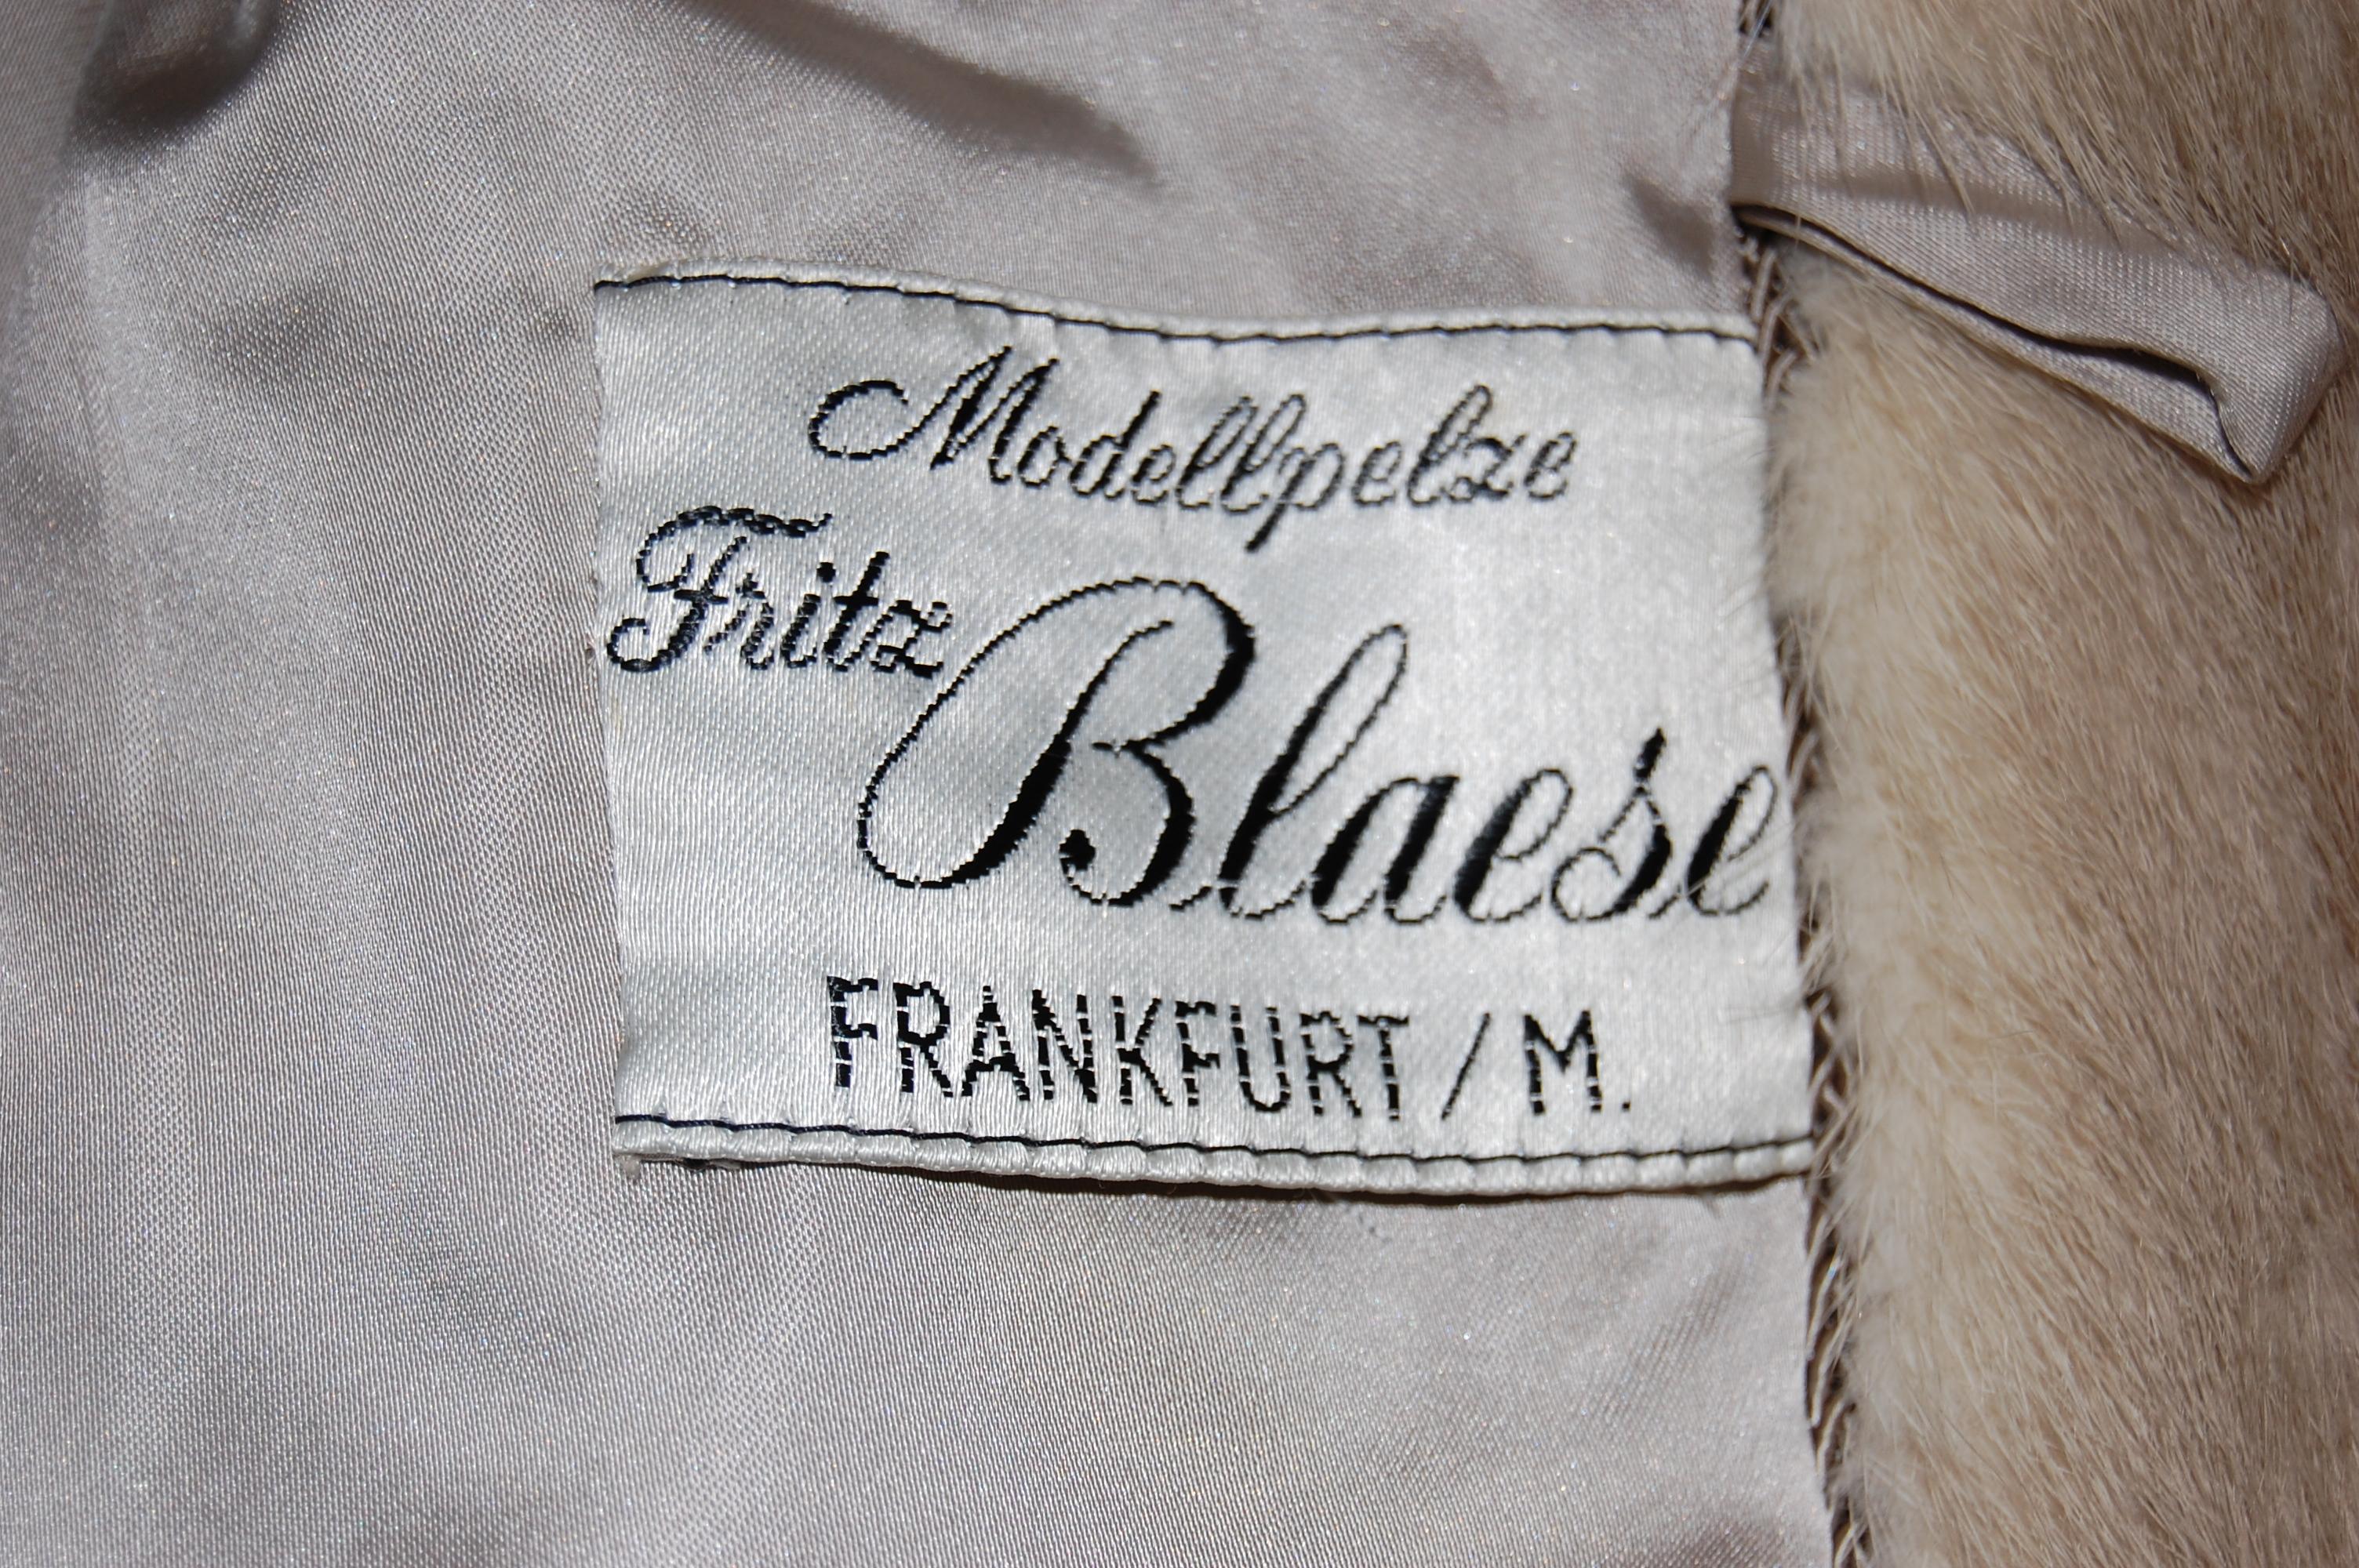 Modellpelze
Fritz Blaese
FRANKFURT / M.